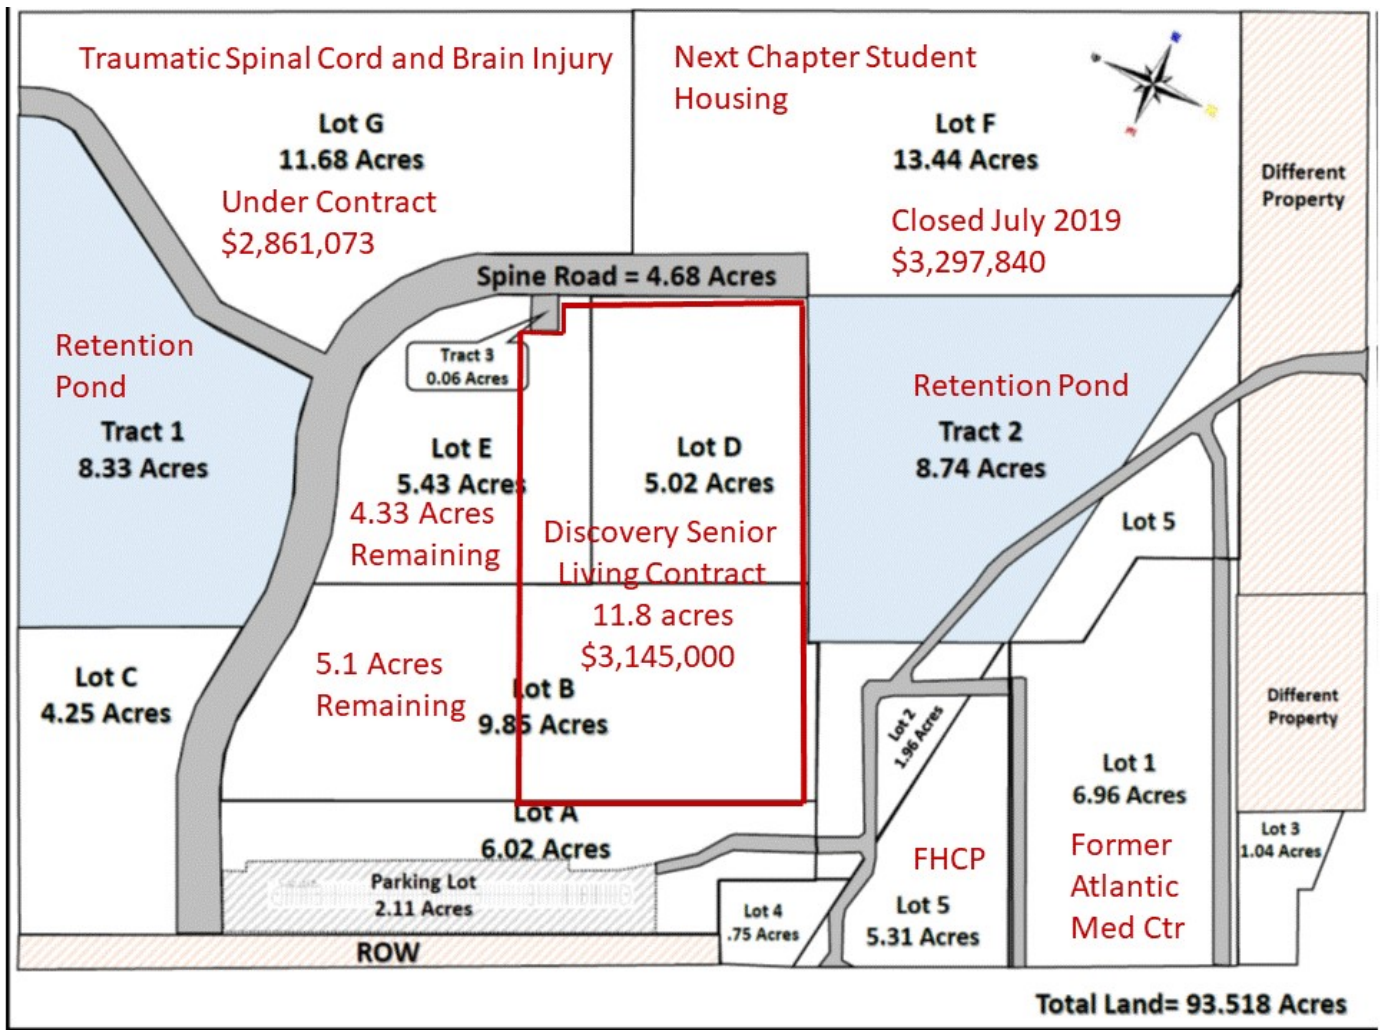 Traumatic Spinal Cord and Brain Injury
Next Chapter Student
Housing
Lot G
11.68 Acres
Lot F
13.44 Acres
Different
Property
Under Contract
$2,861,073
Closed July 2019
$3,297,840
Spine Road = 4.68 Acres
Retention
Pond
Tract 1
8.33 Acres
Tract 3
0.06 Acres
Lot E
5.43 Acres
4.33 Acres
Remaining
Lot D
5.02 Acres
Retention Pond
Tract 2
8.74 Acres
Lot 5
Discovery Senior
Living Contract
11.8 acres
$3,145,000
5.1 Acres
Remaining
Lot B
9.85 Acres
Lot C
4.25 Acres
Lot 2
1.96 Acres
Different
Property
Lot 1
6.96 Acres
Lot A
6.02 Acres
Lot 3
1.04 Acres
FHCP
Former
Atlantic
Med Ctr
Parking Lot
2.11 Acres
Lot 4
.75 Acres
Lot 5
5.31 Acres
ROW
Total Land= 93.518 Acres